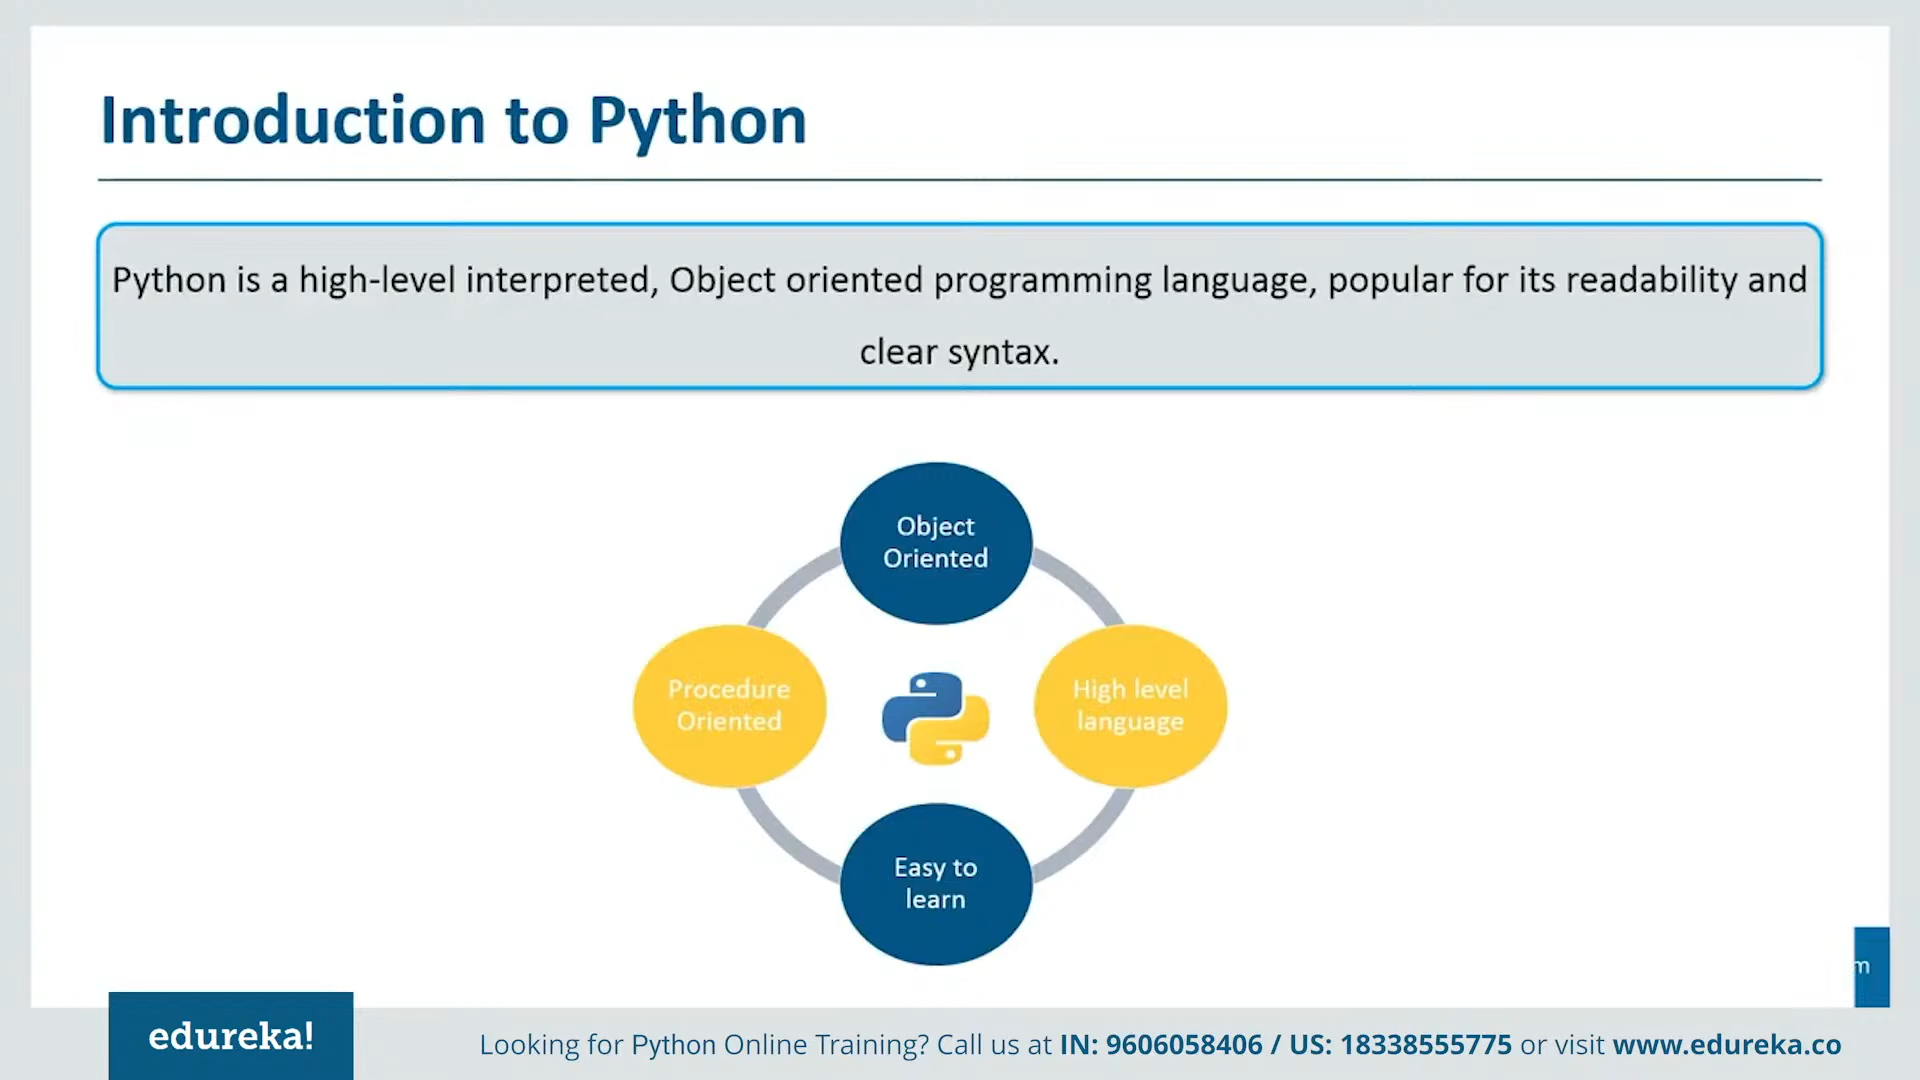 Introduction to Python
Python is a high-level interpreted, Object oriented programming language, popular for its readability and
clear syntax.
Object
Oriented
Procedure
Oriented
High level
language
Easy to
learn
m
edureka!
Looking for Python Online Training? Call us at IN: 9606058406 / US: 18338555775 or visit www.edureka.co